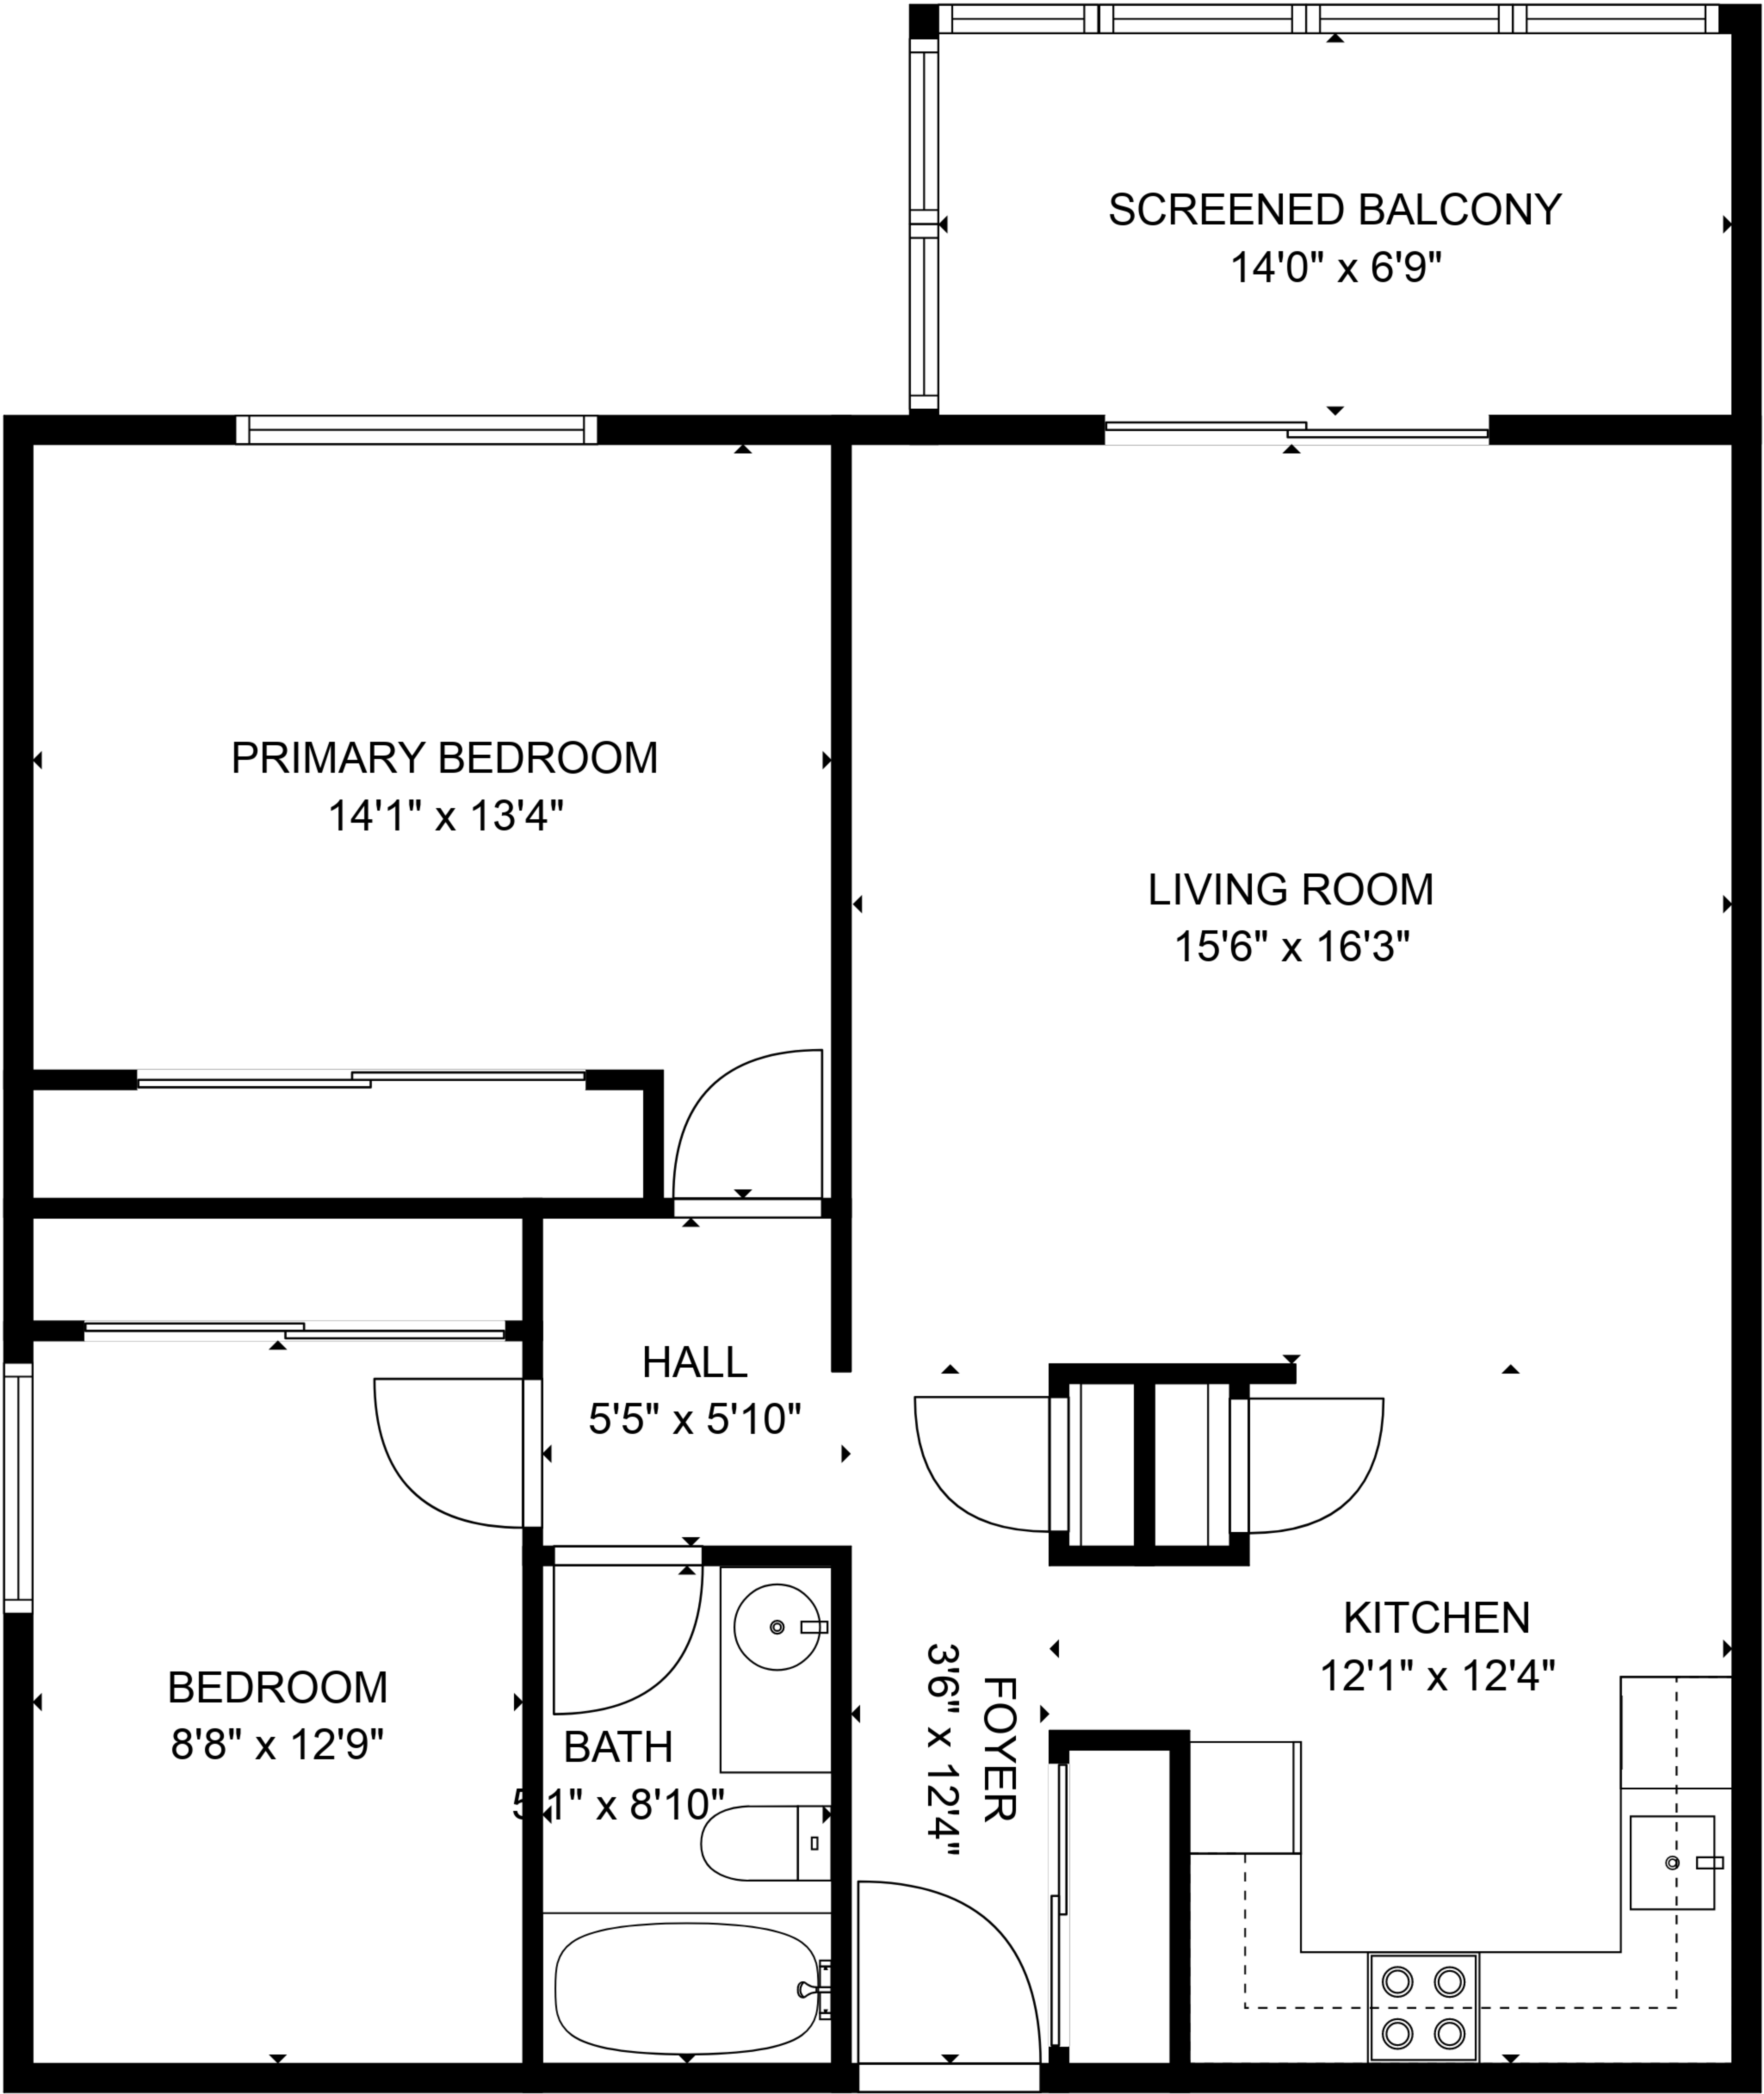 SCREENED BALCONY
14'0" x 6'9"
PRIMARY BEDROOM
14'1" x 13'4"
LIVING ROOM
15'6" x 16'3"
HALL
5'5" x 5'10"
KITCHEN
12'1" x 12'4"
BEDROOM
8'8" x 12'9"
BATH
5'1" x 8'10"
FOYER
3'6" x 12'4"